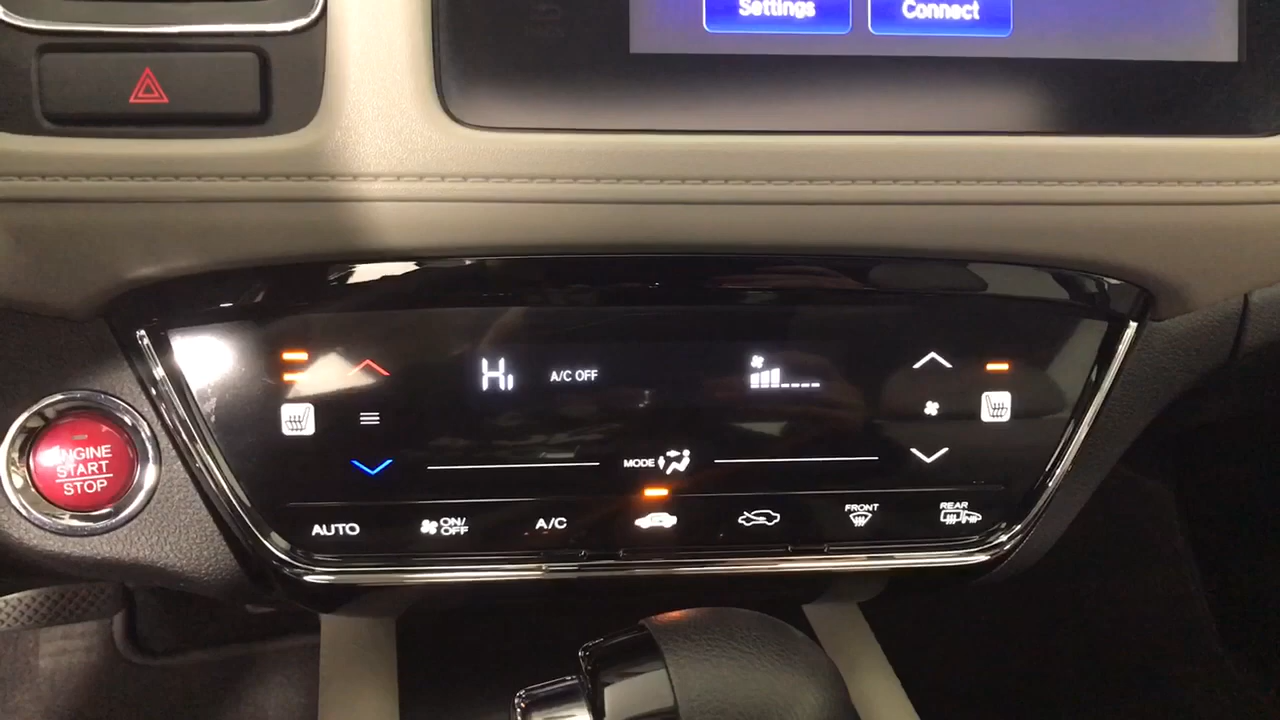 Settings
Connect
Hi
A/C OFF
MODE
ENGINE
START
STOP
AUTO
ON/
OFF
A/C
FRONT
REAR